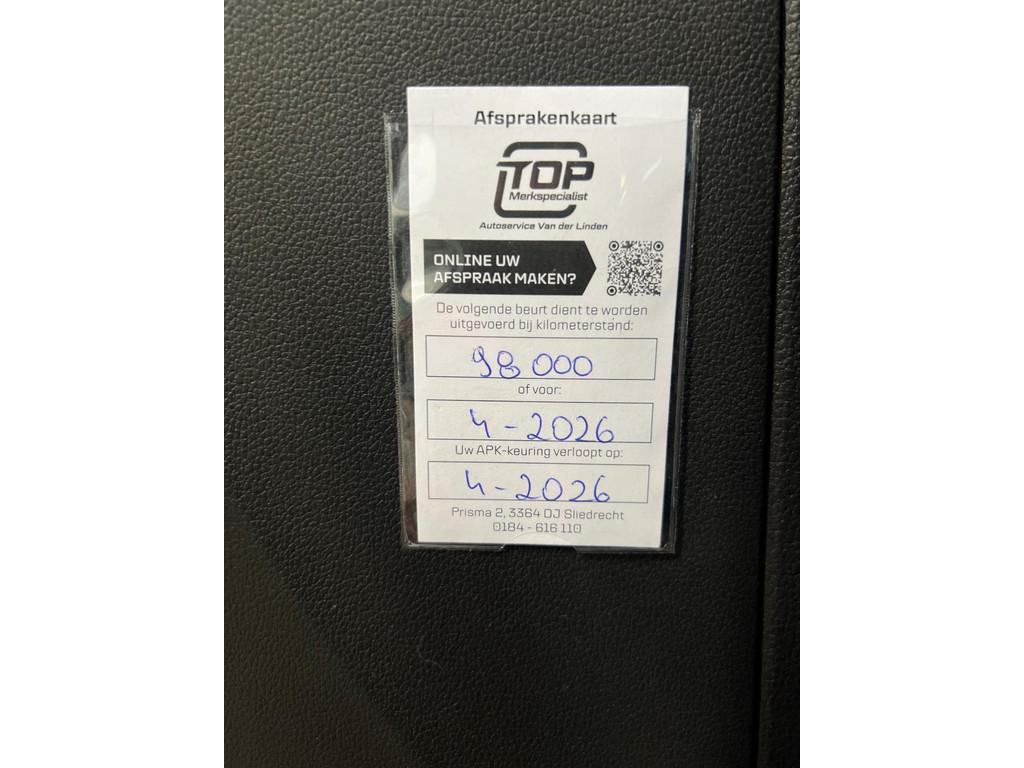 Afsprakenkaart
TOP
Merkspecialist
Autoservice Van der Linden
ONLINE UW
AFSPRAAK MAKEN?
De volgende beurt dient te worden
uitgevoerd bij kilometerstand:
98 000
of voor:
4-2026
Uw APK-keuring verloopt op:
4-2026
Prisma 2, 3364 DJ Sliedrecht
0184 - 616 110